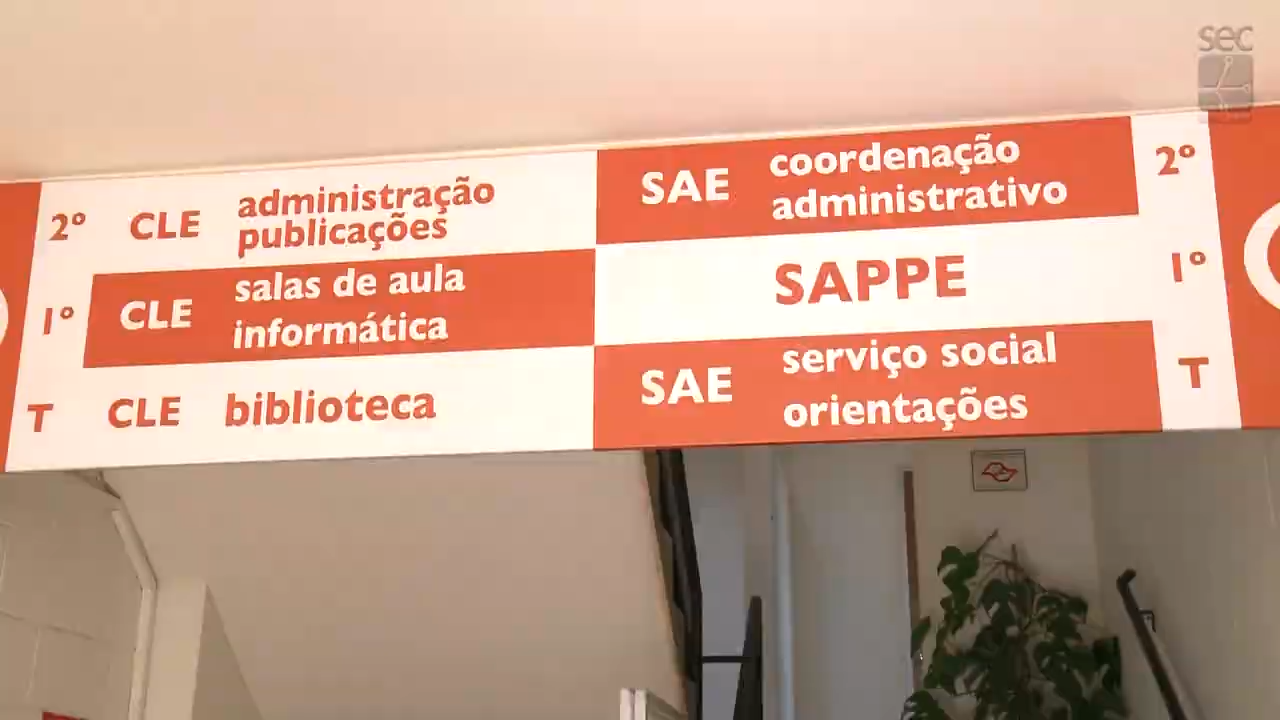 sec
2º CLE administração
publicações
1º CLE salas de aula
informática
T CLE biblioteca
SAE coordenação 2º
administrativo
SAPPE 1º
SAE serviço social T
orientações